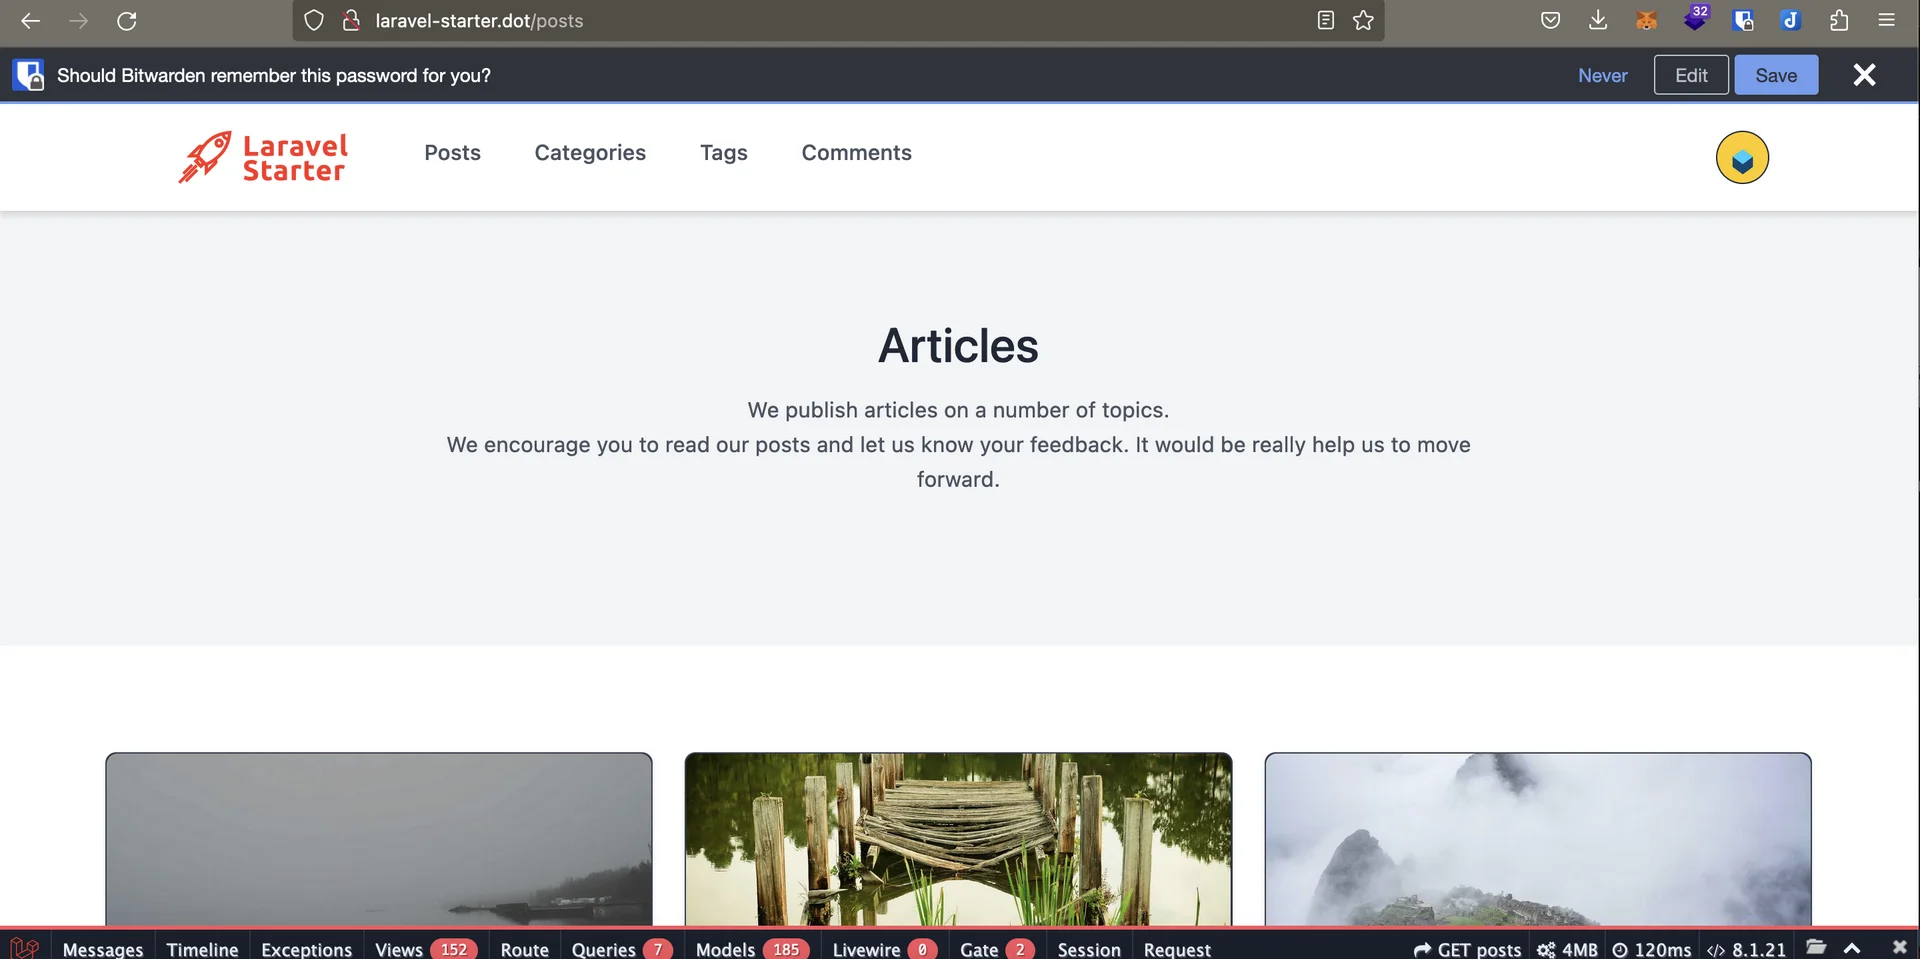 laravel-starter.dot/posts
32
Should Bitwarden remember this password for you?
Never
Edit
Save
Laravel
Starter
Posts
Categories
Tags
Comments
Articles
We publish articles on a number of topics.
We encourage you to read our posts and let us know your feedback. It would be really help us to move
forward.
Messages
Timeline
Exceptions
Views 152
Route
Queries 7
Models 185
Livewire 0
Gate 2
Session
Request
GET posts
4MB
120ms
8.1.21